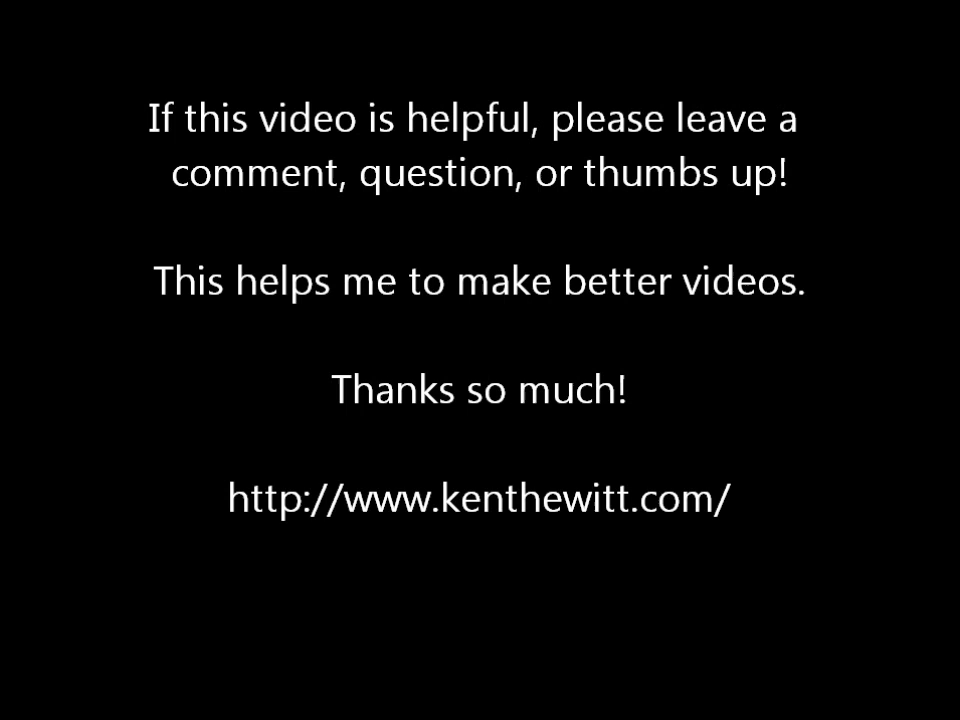 If this video is helpful, please leave a
comment, question, or thumbs up!
This helps me to make better videos.
Thanks so much!
http://www.kenthewitt.com/